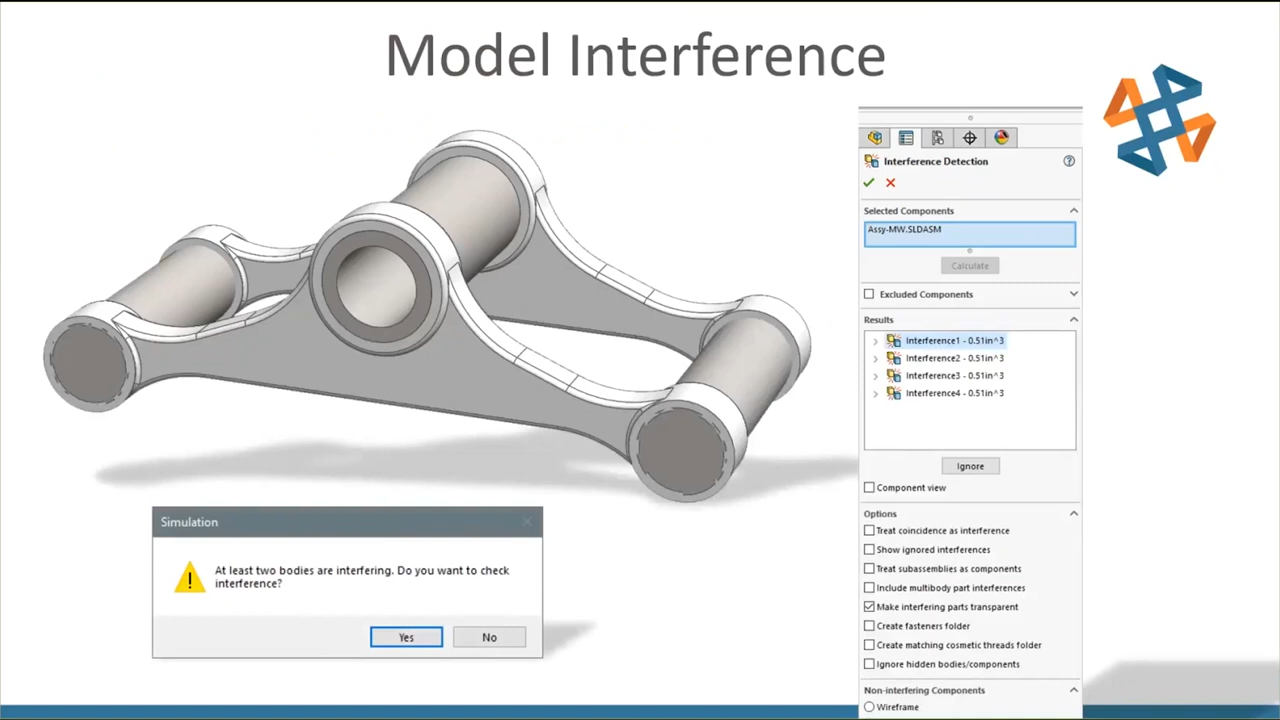 Model Interference
Interference Detection
Selected Components
Assy-MW.SLDASM
Calculate
Excluded Components
Results
Interference1 - 0.51in^3
Interference2 - 0.51in^3
Interference3 - 0.51in^3
Interference4 - 0.51in^3
Ignore
Component view
Options
Treat coincidence as interference
Show ignored interferences
Treat subassemblies as components
Include multibody part interferences
Make interfering parts transparent
Create fasteners folder
Create matching cosmetic threads folder
Ignore hidden bodies/components
Non-interfering Components
Wireframe
Simulation
At least two bodies are interfering. Do you want to check
interference?
Yes
No